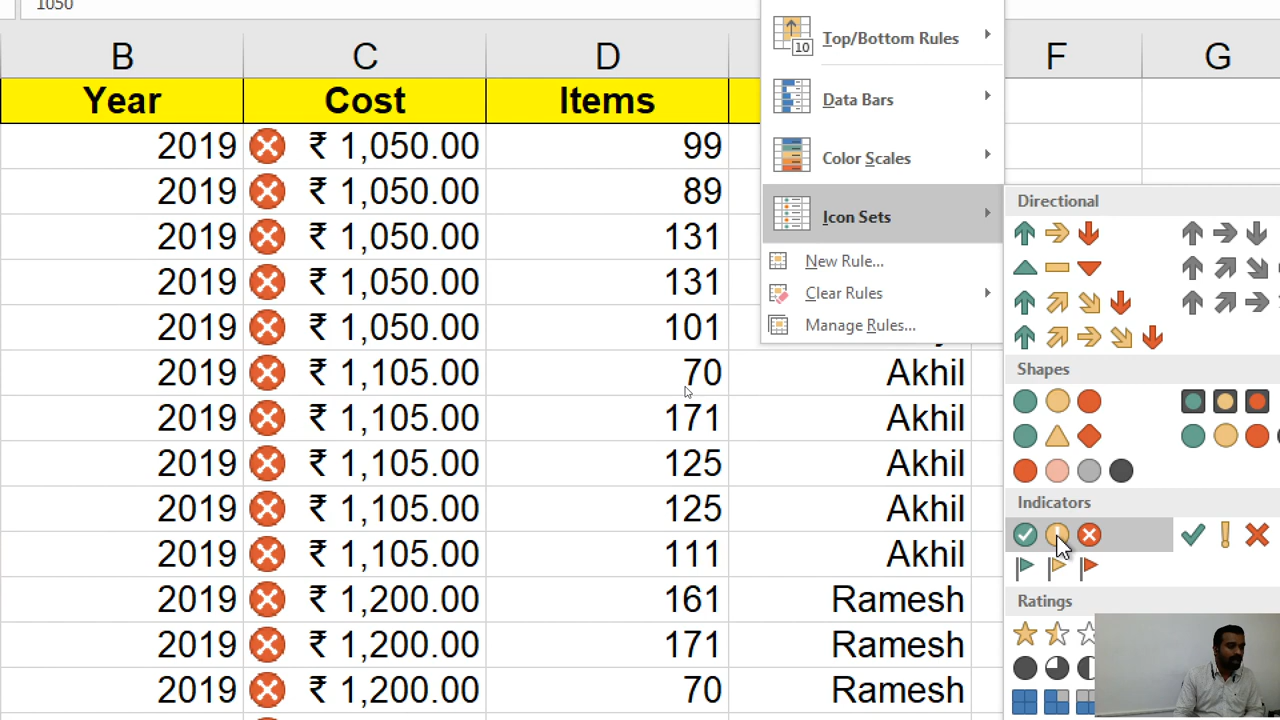 1050
B C D F G
Year Cost Items
2019 ₹ 1,050.00 99
2019 ₹ 1,050.00 89
2019 ₹ 1,050.00 131
2019 ₹ 1,050.00 131
2019 ₹ 1,050.00 101
2019 ₹ 1,105.00 70 Akhil
2019 ₹ 1,105.00 171 Akhil
2019 ₹ 1,105.00 125 Akhil
2019 ₹ 1,105.00 125 Akhil
2019 ₹ 1,105.00 111 Akhil
2019 ₹ 1,200.00 161 Ramesh
2019 ₹ 1,200.00 171 Ramesh
2019 ₹ 1,200.00 70 Ramesh
10
Top/Bottom Rules
Data Bars
Color Scales
Icon Sets
New Rule...
Clear Rules
Manage Rules...
Directional
Shapes
Indicators
Ratings